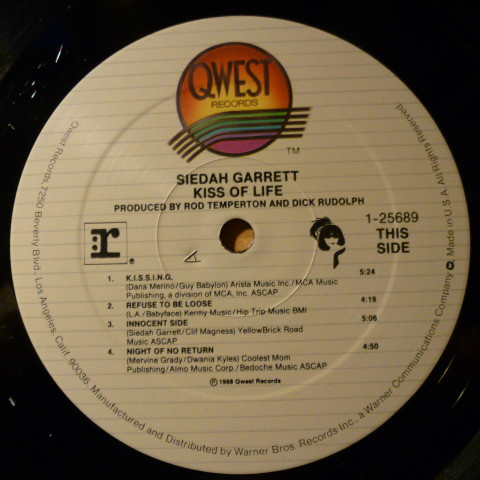 QWEST
RECORDS
TM
SIEDAH GARRETT
KISS OF LIFE
PRODUCED BY ROD TEMPERTON AND DICK RUDOLPH
r
1-25689
THIS
SIDE
1. K.I.S.S.I.N.G. 5:24
(Dana Merino/Guy Babylon) Arista Music Inc./MCA Music
Publishing, a division of MCA, Inc. ASCAP
2. REFUSE TO BE LOOSE 4:19
(L.A./Babyface) Kermy Music/Hip Trip Music BMI
3. INNOCENT SIDE 5:06
(Siedah Garrett/Clif Magness) YellowBrick Road
Music ASCAP
4. NIGHT OF NO RETURN 4:50
(Mervine Grady/Dwania Kyles) Coolest Mom
Publishing/Almo Music Corp./Bedoche Music ASCAP
℗1988 Qwest Records
Qwest Records·7250 Beverly Blvd., Los Angeles, Calif. 90036. Manufactured and Distributed by Warner Bros. Records Inc., a Warner Communications Company. Made in U.S.A. All Rights Reserved.